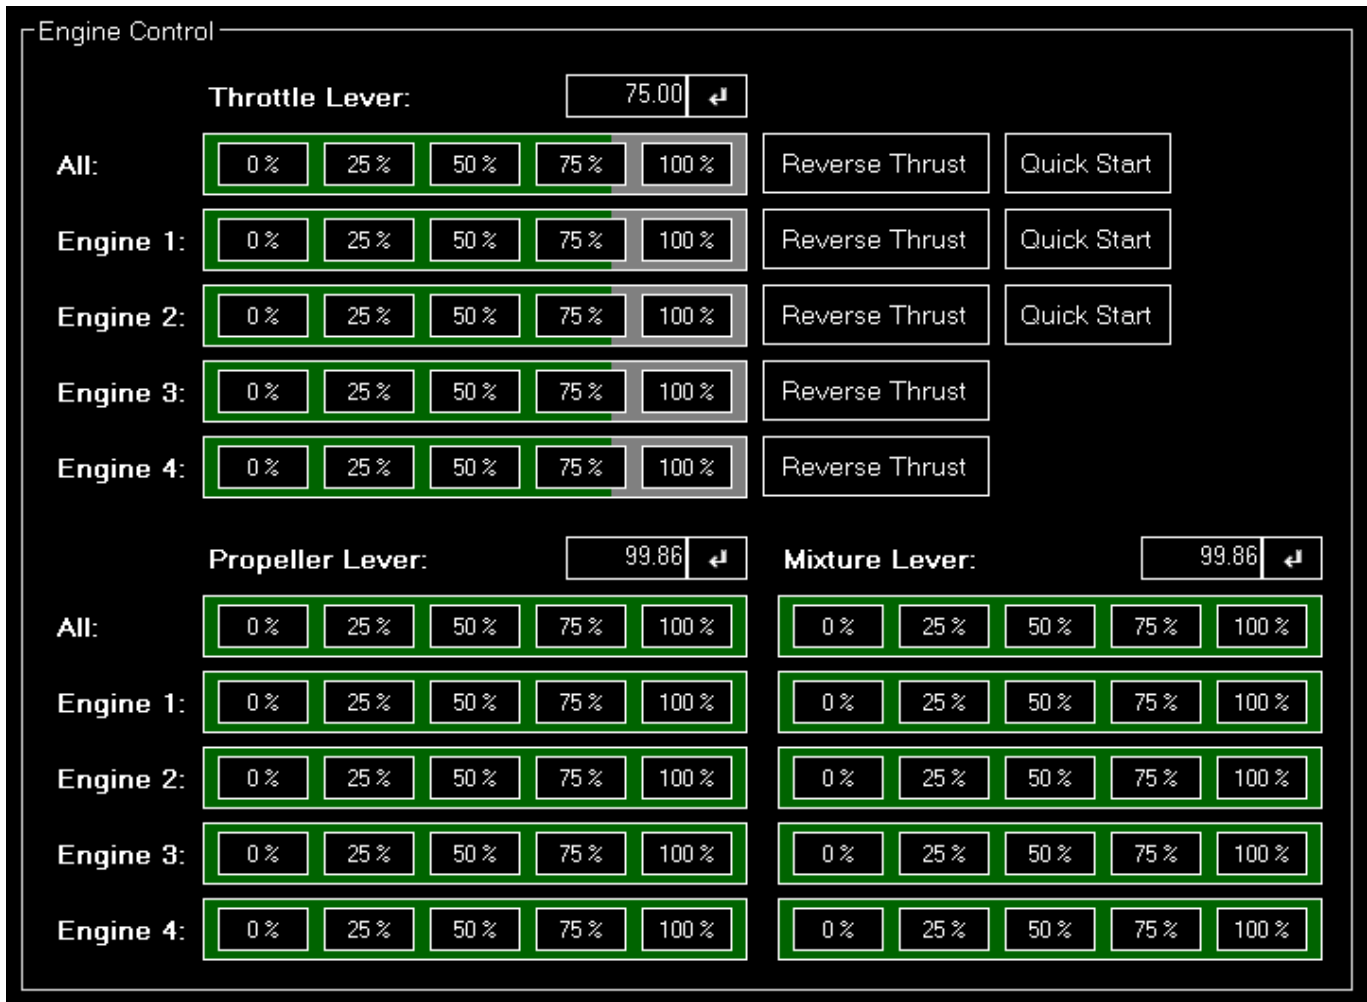 Engine Control
Throttle Lever: 75.00 ↲
All: 0 % 25 % 50 % 75 % 100 % Reverse Thrust Quick Start
Engine 1: 0 % 25 % 50 % 75 % 100 % Reverse Thrust Quick Start
Engine 2: 0 % 25 % 50 % 75 % 100 % Reverse Thrust Quick Start
Engine 3: 0 % 25 % 50 % 75 % 100 % Reverse Thrust
Engine 4: 0 % 25 % 50 % 75 % 100 % Reverse Thrust
Propeller Lever: 99.86 ↲ Mixture Lever: 99.86 ↲
All: 0 % 25 % 50 % 75 % 100 % 0 % 25 % 50 % 75 % 100 %
Engine 1: 0 % 25 % 50 % 75 % 100 % 0 % 25 % 50 % 75 % 100 %
Engine 2: 0 % 25 % 50 % 75 % 100 % 0 % 25 % 50 % 75 % 100 %
Engine 3: 0 % 25 % 50 % 75 % 100 % 0 % 25 % 50 % 75 % 100 %
Engine 4: 0 % 25 % 50 % 75 % 100 % 0 % 25 % 50 % 75 % 100 %